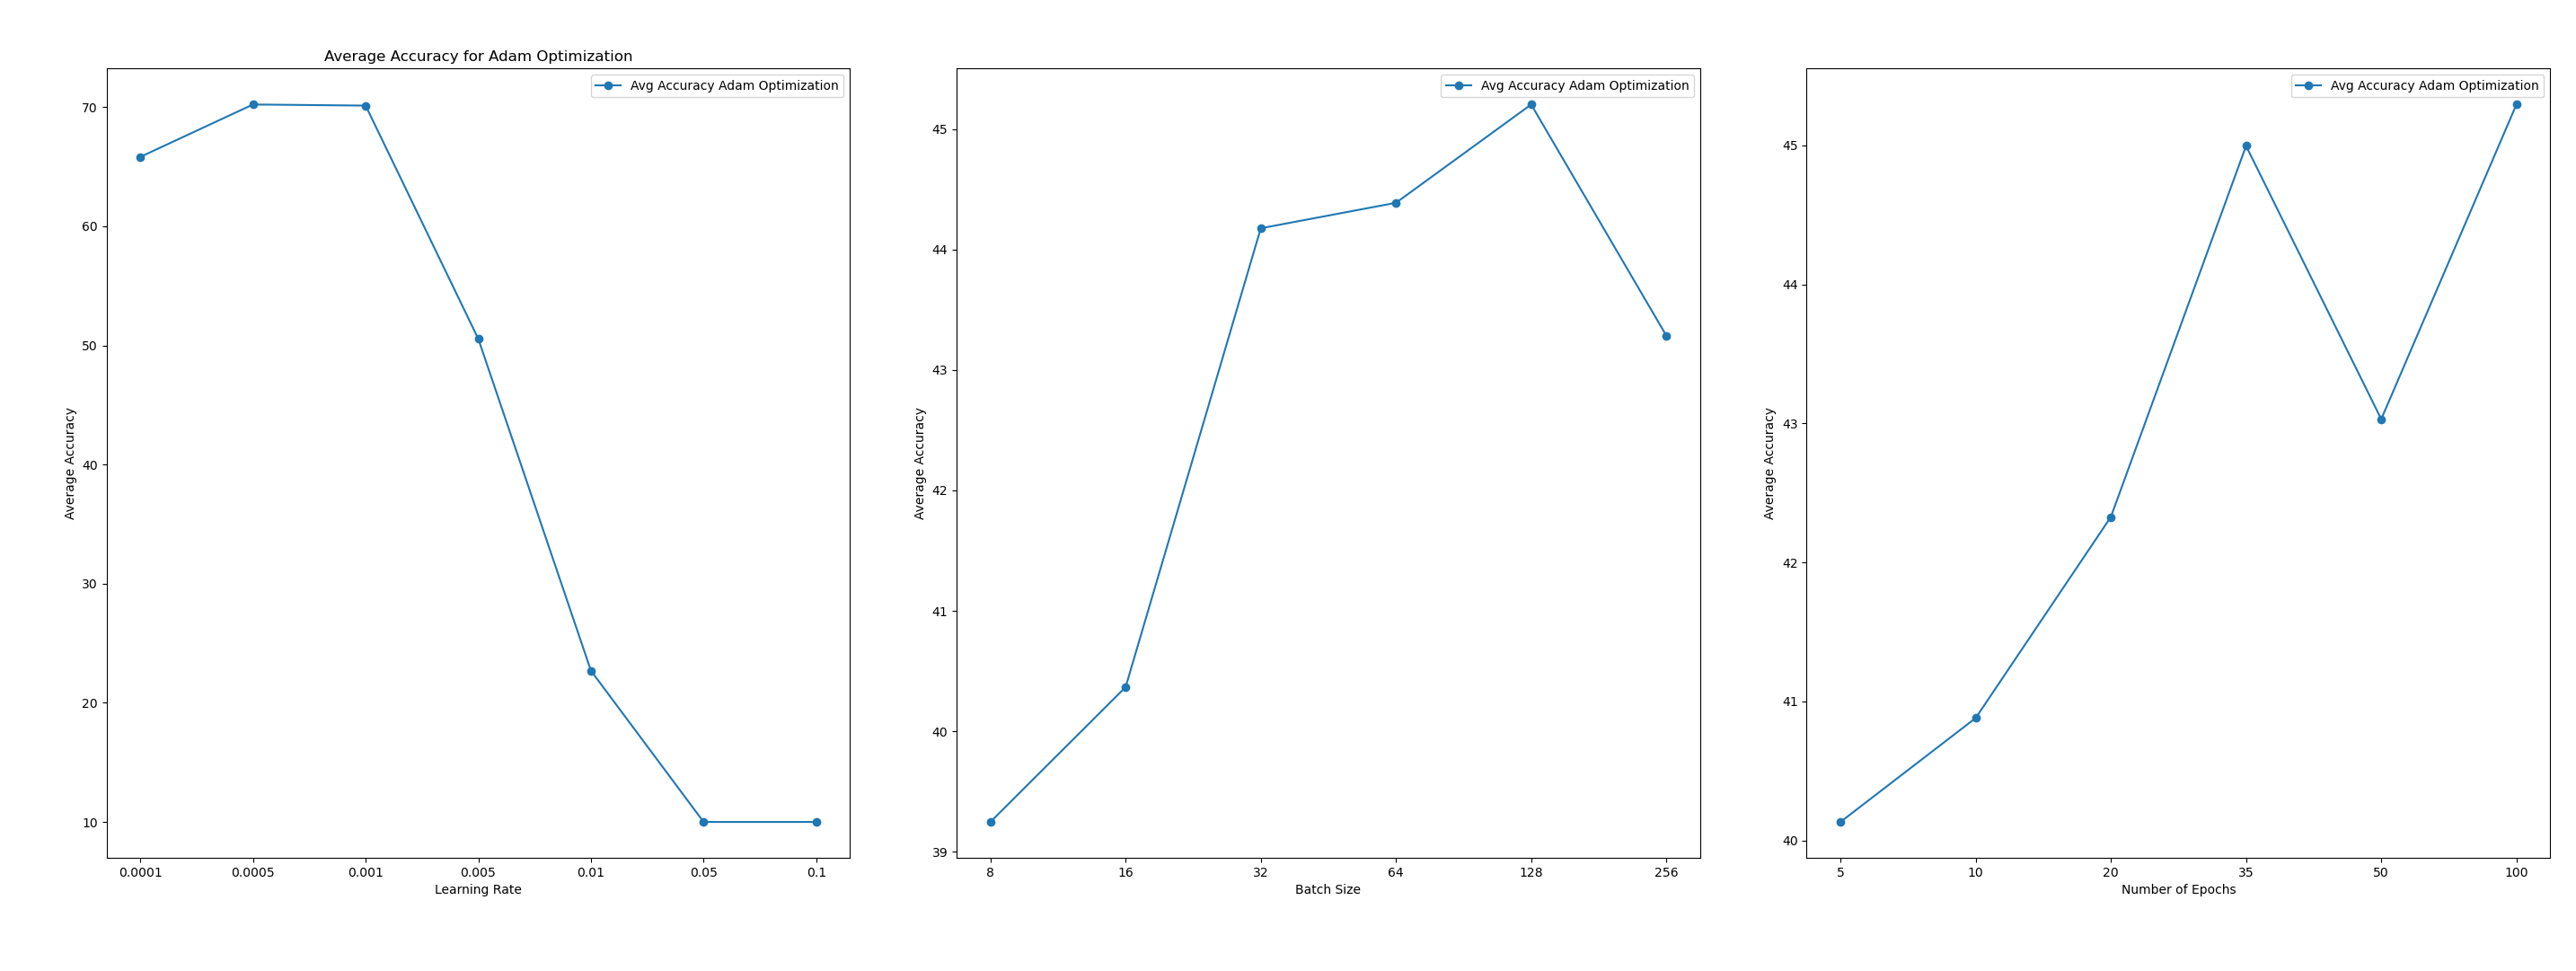 Average Accuracy for Adam Optimization
Avg Accuracy Adam Optimization
70
60
50
40
30
20
10
Average Accuracy
0.0001 0.0005 0.001 0.005 0.01 0.05 0.1
Learning Rate
Avg Accuracy Adam Optimization
45
44
43
42
41
40
39
Average Accuracy
8 16 32 64 128 256
Batch Size
Avg Accuracy Adam Optimization
45
44
43
42
41
40
Average Accuracy
5 10 20 35 50 100
Number of Epochs